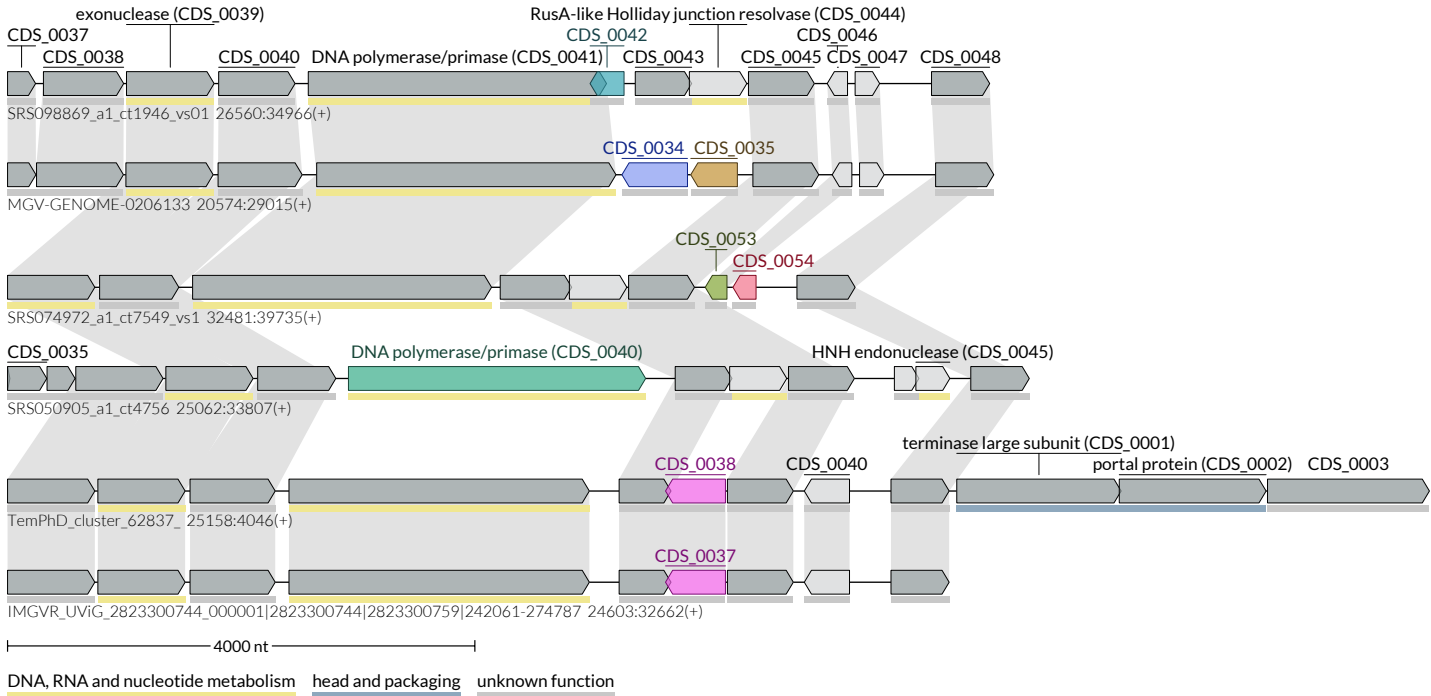 exonuclease (CDS_0039) RusA-like Holliday junction resolvase (CDS_0044)
CDS_0037 CDS_0042 CDS_0046
CDS_0038 CDS_0040 DNA polymerase/primase (CDS_0041) CDS_0043 CDS_0045 CDS_0047 CDS_0048
SRS098869_a1_ct1946_vs01 26560:34966(+)
CDS_0034 CDS_0035
MGV-GENOME-0206133 20574:29015(+)
CDS_0053
CDS_0054
SRS074972_a1_ct7549_vs1 32481:39735(+)
CDS_0035 DNA polymerase/primase (CDS_0040) HNH endonuclease (CDS_0045)
SRS050905_a1_ct4756 25062:33807(+)
terminase large subunit (CDS_0001)
CDS_0038 CDS_0040 portal protein (CDS_0002) CDS_0003
TemPhD_cluster_62837_ 25158:4046(+)
CDS_0037
IMGVR_UViG_2823300744_000001|2823300744|2823300759|242061-274787 24603:32662(+)
4000 nt
DNA, RNA and nucleotide metabolism head and packaging unknown function